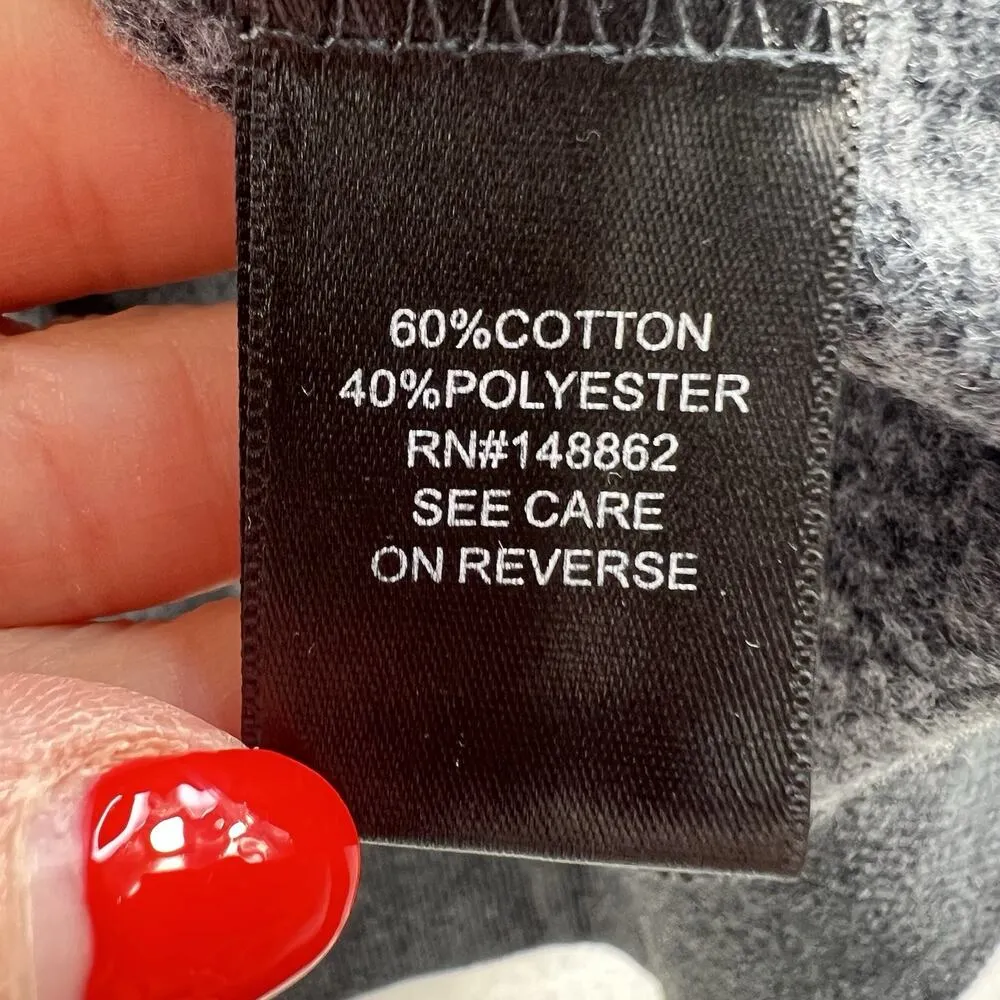 60%COTTON
40%POLYESTER
RN#148862
SEE CARE
ON REVERSE